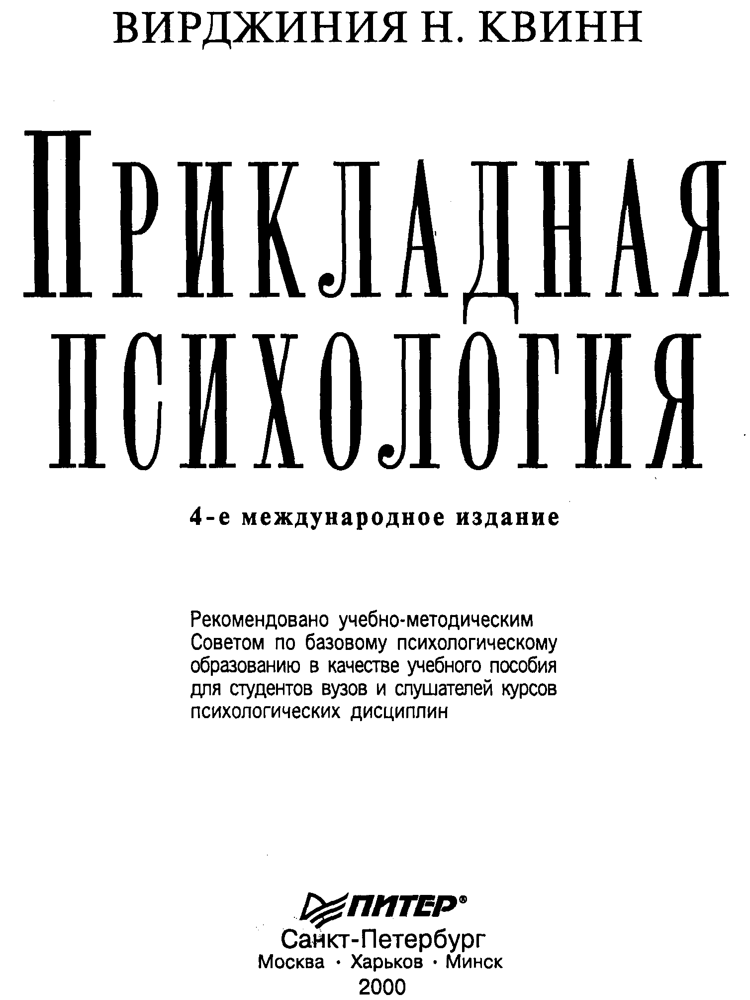 ВИРДЖИНИЯ Н. КВИНН
ПРИКЛАДНАЯ
ПСИХОЛОГИЯ
4-е международное издание
Рекомендовано учебно-методическим
Советом по базовому психологическому
образованию в качестве учебного пособия
для студентов вузов и слушателей курсов
психологических дисциплин
ПИТЕР®
Санкт-Петербург
Москва · Харьков · Минск
2000